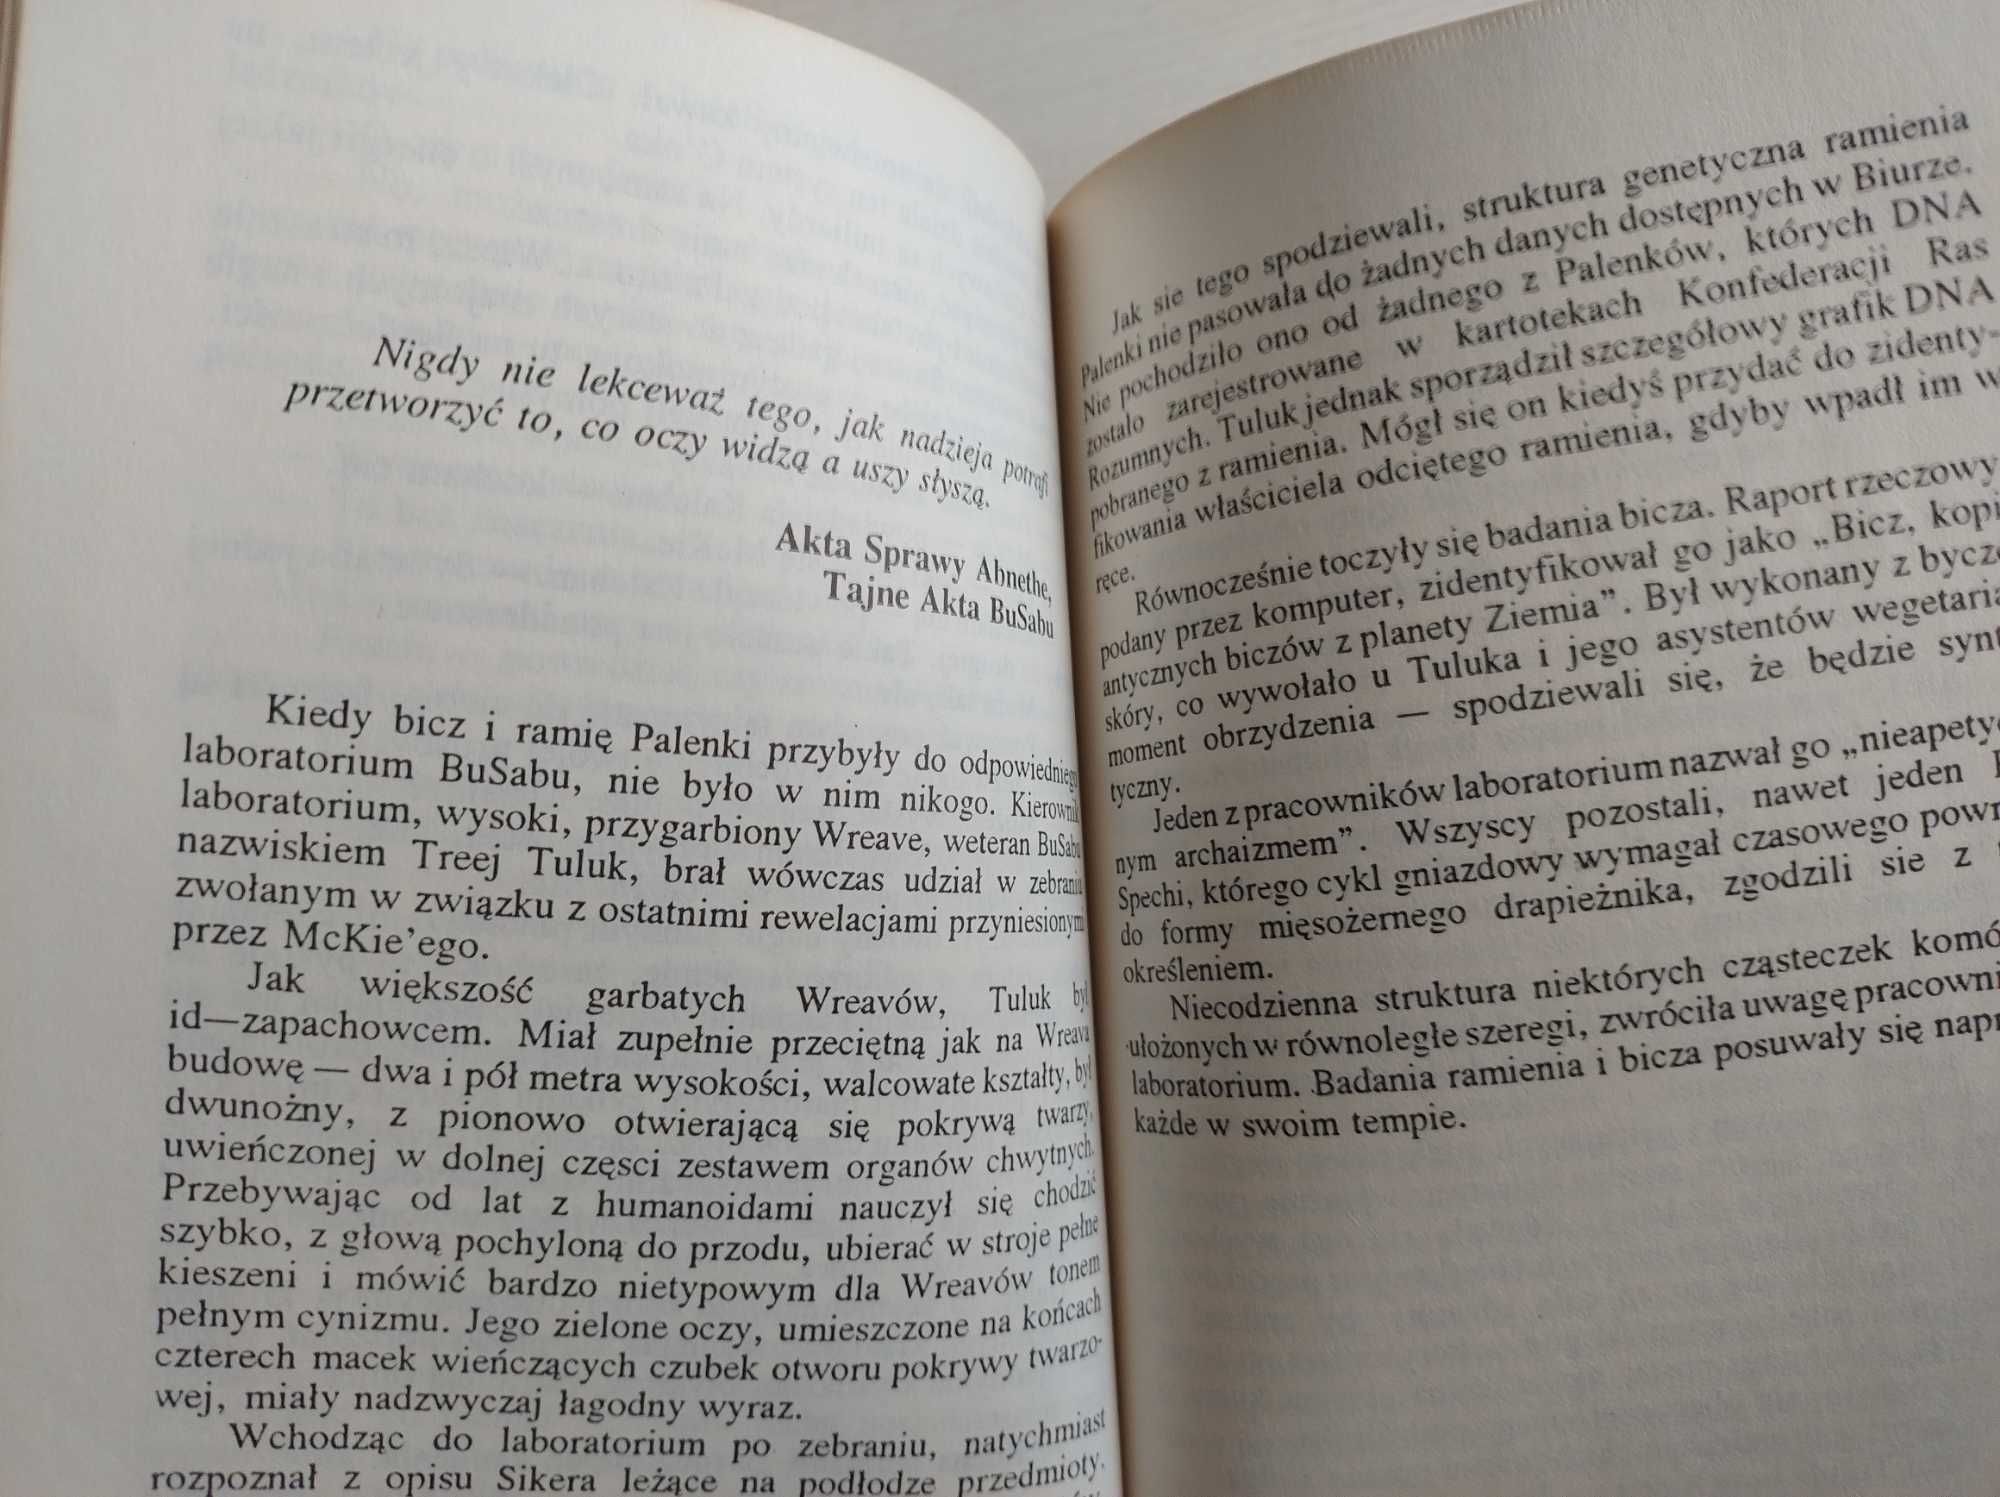 Nigdy nie lekceważ tego, jak nadzieja potrafi
przetworzyć to, co oczy widzą a uszy słyszą.
Akta Sprawy Abnethe,
Tajne Akta BuSabu
Kiedy bicz i ramię Palenki przybyły do odpowiedniego
laboratorium BuSabu, nie było w nim nikogo. Kierownik
laboratorium, wysoki, przygarbiony Wreave, weteran BuSabu
nazwiskiem Treej Tuluk, brał wówczas udział w zebraniu
zwołanym w związku z ostatnimi rewelacjami przyniesionymi
przez McKie'ego.
Jak większość garbatych Wreavów, Tuluk był
id—zapachowcem. Miał zupełnie przeciętną jak na Wreava
budowę — dwa i pół metra wysokości, walcowate kształty, był
dwunożny, z pionowo otwierającą się pokrywą twarzy,
uwieńczonej w dolnej częsci zestawem organów chwytnych.
Przebywając od lat z humanoidami nauczył się chodzić
szybko, z głową pochyloną do przodu, ubierać w stroje pełne
kieszeni i mówić bardzo nietypowym dla Wreavów tonem
pełnym cynizmu. Jego zielone oczy, umieszczone na końcach
czterech macek wieńczących czubek otworu pokrywy twarzo-
wej, miały nadzwyczaj łagodny wyraz.
Wchodząc do laboratorium po zebraniu, natychmiast
rozpoznał z opisu Sikera leżące na podłodze przedmioty.
Jak sie tego spodziewali, struktura genetyczna ramienia
Palenki nie pasowała do żadnych danych dostępnych w Biurze.
Nie pochodziło ono od żadnego z Palenków, których DNA
zostało zarejestrowane w kartotekach Konfederacji Ras
Rozumnych. Tuluk jednak sporządził szczegółowy grafik DNA
pobranego z ramienia. Mógł się on kiedyś przydać do zidenty-
fikowania właściciela odciętego ramienia, gdyby wpadł im w
ręce.
Równocześnie toczyły się badania bicza. Raport rzeczowy
podany przez komputer, zidentyfikował go jako „Bicz, kopi
antycznych biczów z planety Ziemia”. Był wykonany z bycze
skóry, co wywołało u Tuluka i jego asystentów wegetaria
moment obrzydzenia — spodziewali się, że będzie synt
tyczny.
Jeden z pracowników laboratorium nazwał go „nieapety
nym archaizmem”. Wszyscy pozostali, nawet jeden
Spechi, którego cykl gniazdowy wymagał czasowego powr
do formy mięsożernego drapieżnika, zgodzili sie z
określeniem.
Niecodzienna struktura niektórych cząsteczek komó
ułożonych w równoległe szeregi, zwróciła uwagę pracowni
laboratorium. Badania ramienia i bicza posuwały się napr
każde w swoim tempie.